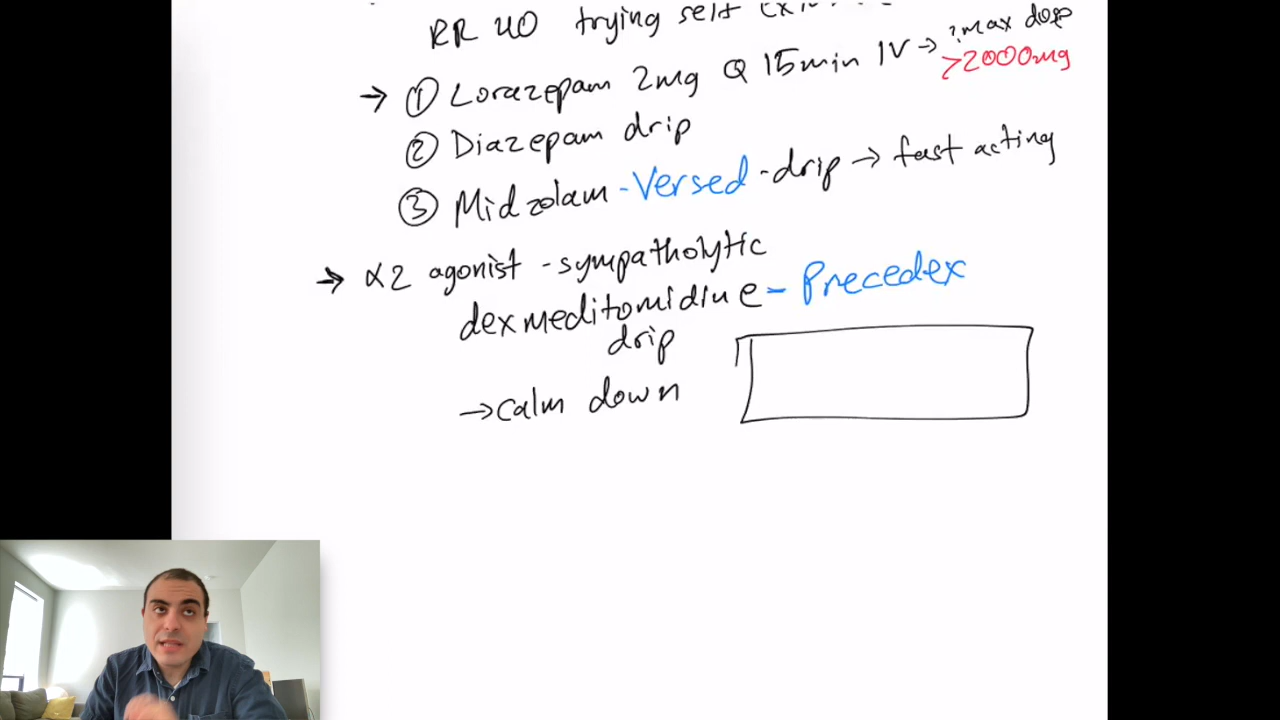 RR 40 trying self
→ ① Lorazepam 2mg Q 15min IV → ?max dose
>2000mg
② Diazepam drip
③ Midzolam - Versed - drip → fast acting
→ α2 agonist - sympatholytic
dexmeditomidine - Precedex
drip
→ calm down